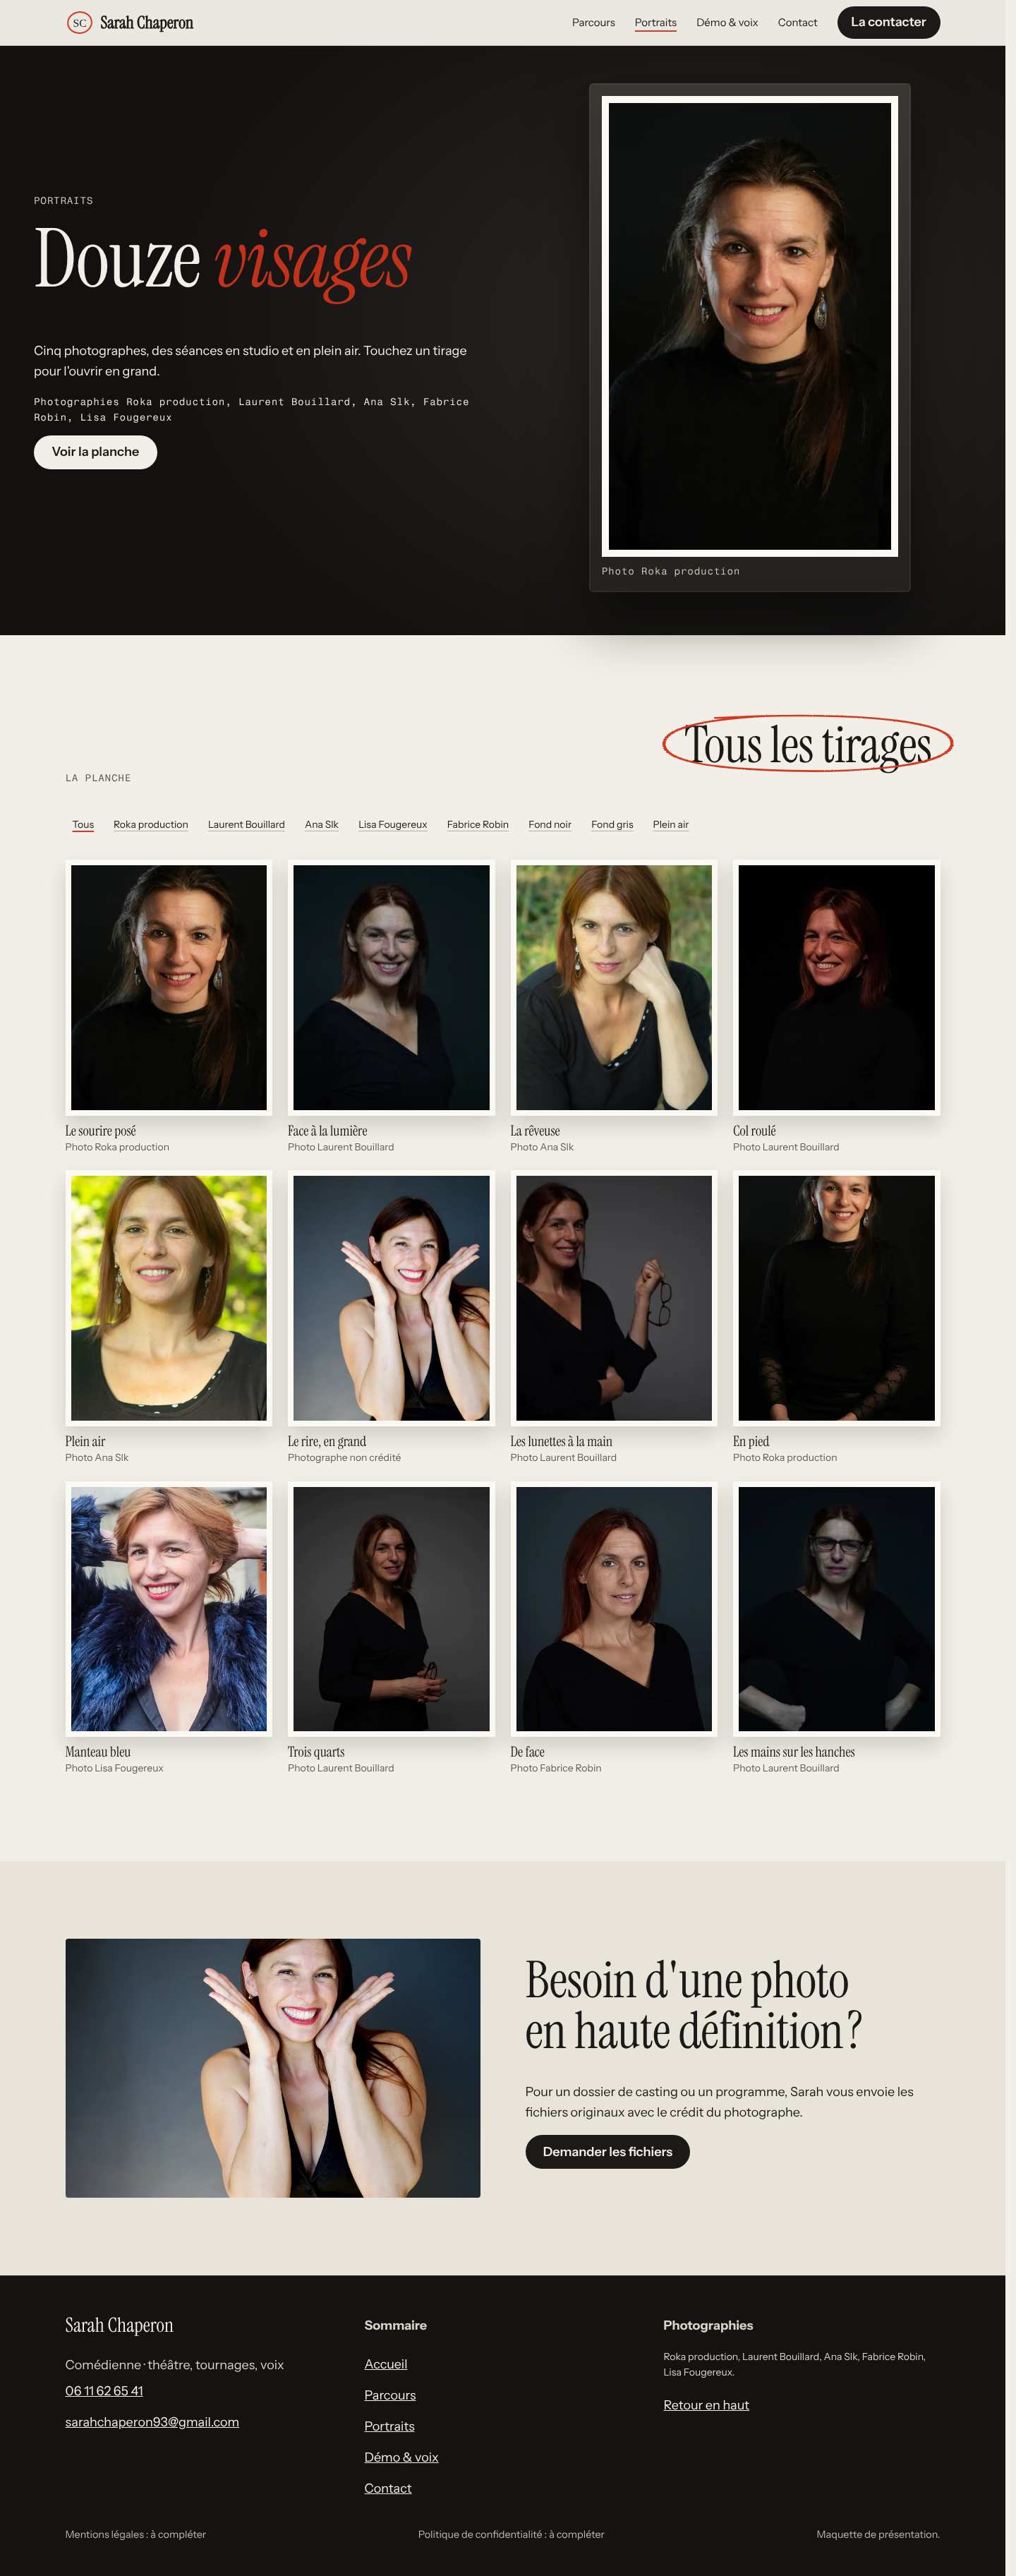 SC Sarah Chaperon
Parcours Portraits Démo & voix Contact La contacter
PORTRAITS
Douze visages
Cinq photographes, des séances en studio et en plein air. Touchez un tirage
pour l'ouvrir en grand.
Photographies Roka production, Laurent Bouillard, Ana Slk, Fabrice
Robin, Lisa Fougereux
Voir la planche
Photo Roka production
Tous les tirages
LA PLANCHE
Tous Roka production Laurent Bouillard Ana Slk Lisa Fougereux Fabrice Robin Fond noir Fond gris Plein air
Le sourire posé
Photo Roka production
Face à la lumière
Photo Laurent Bouillard
La rêveuse
Photo Ana Slk
Col roulé
Photo Laurent Bouillard
Plein air
Photo Ana Slk
Le rire, en grand
Photographe non crédité
Les lunettes à la main
Photo Laurent Bouillard
En pied
Photo Roka production
Manteau bleu
Photo Lisa Fougereux
Trois quarts
Photo Laurent Bouillard
De face
Photo Fabrice Robin
Les mains sur les hanches
Photo Laurent Bouillard
Besoin d'une photo
en haute définition ?
Pour un dossier de casting ou un programme, Sarah vous envoie les
fichiers originaux avec le crédit du photographe.
Demander les fichiers
Sarah Chaperon
Comédienne · théâtre, tournages, voix
06 11 62 65 41
sarahchaperon93@gmail.com
Sommaire
Accueil
Parcours
Portraits
Démo & voix
Contact
Photographies
Roka production, Laurent Bouillard, Ana Slk, Fabrice Robin,
Lisa Fougereux.
Retour en haut
Mentions légales : à compléter
Politique de confidentialité : à compléter
Maquette de présentation.